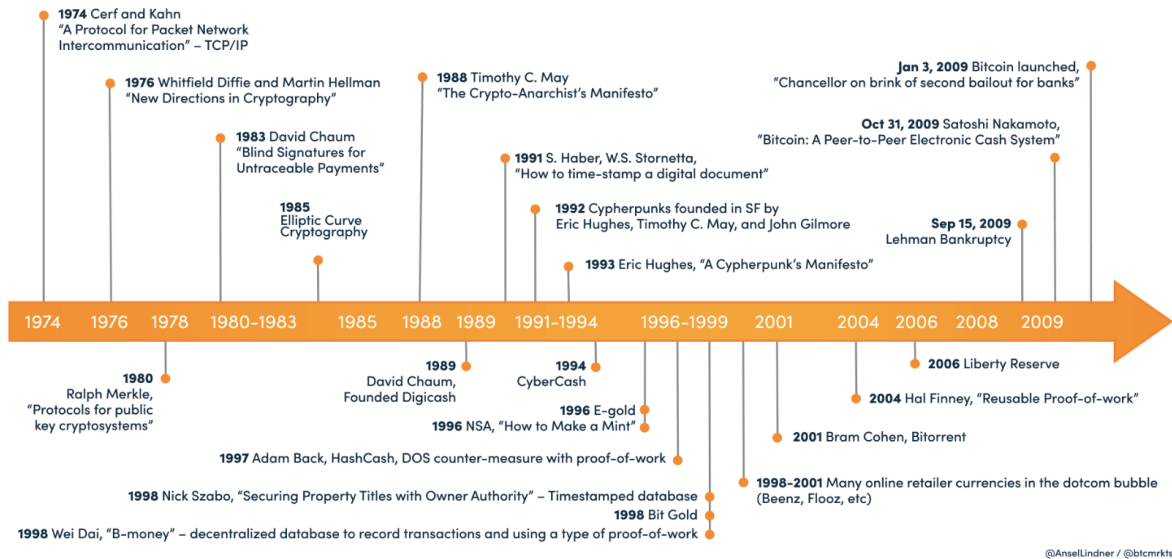 1974 Cerf and Kahn
“A Protocol for Packet Network
Intercommunication” – TCP/IP
1976 Whitfield Diffie and Martin Hellman
“New Directions in Cryptography”
1983 David Chaum
“Blind Signatures for
Untraceable Payments”
1985
Elliptic Curve
Cryptography
1988 Timothy C. May
“The Crypto-Anarchist’s Manifesto”
1991 S. Haber, W.S. Stornetta,
“How to time-stamp a digital document”
1992 Cypherpunks founded in SF by
Eric Hughes, Timothy C. May, and John Gilmore
1993 Eric Hughes, “A Cypherpunk’s Manifesto”
Jan 3, 2009 Bitcoin launched,
“Chancellor on brink of second bailout for banks”
Oct 31, 2009 Satoshi Nakamoto,
“Bitcoin: A Peer-to-Peer Electronic Cash System”
Sep 15, 2009
Lehman Bankruptcy
1974 1976 1978 1980-1983 1985 1988 1989 1991-1994 1996-1999 2001 2004 2006 2008 2009
1980
Ralph Merkle,
“Protocols for public
key cryptosystems”
1989
David Chaum,
Founded Digicash
1994
CyberCash
1996 E-gold
1996 NSA, “How to Make a Mint”
1997 Adam Back, HashCash, DOS counter-measure with proof-of-work
1998 Nick Szabo, “Securing Property Titles with Owner Authority” – Timestamped database
1998 Bit Gold
1998 Wei Dai, “B-money” – decentralized database to record transactions and using a type of proof-of-work
2006 Liberty Reserve
2004 Hal Finney, “Reusable Proof-of-work”
2001 Bram Cohen, Bitorrent
1998-2001 Many online retailer currencies in the dotcom bubble
(Beenz, Flooz, etc)
@AnselLindner / @btcmrkts